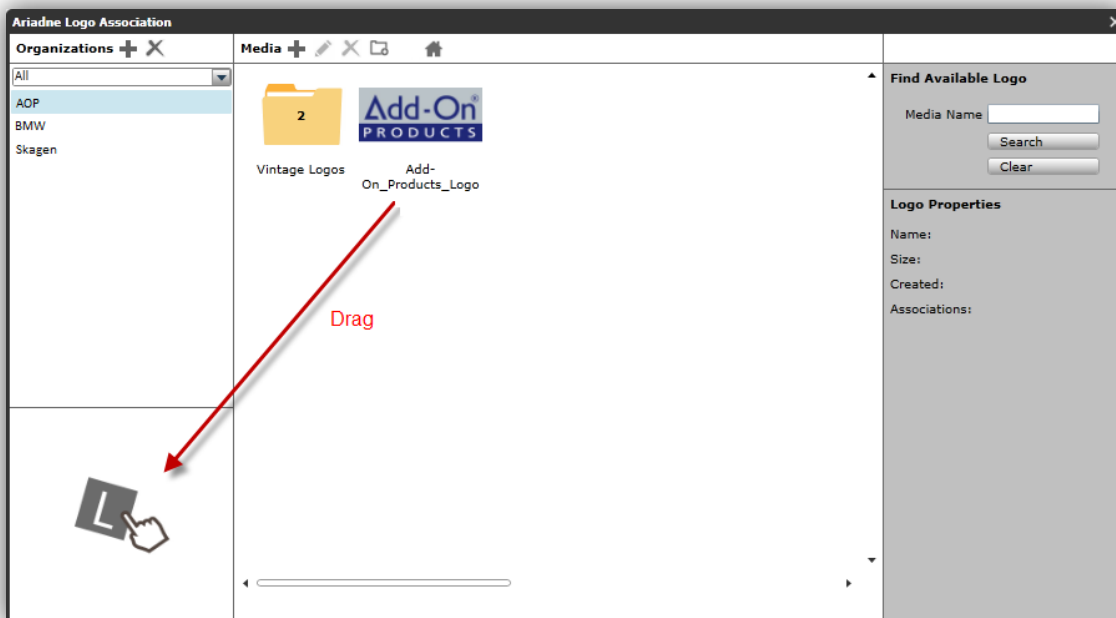 Ariadne Logo Association
Organizations
All
AOP
BMW
Skagen
L
Media
2
Vintage Logos
Add-On®
PRODUCTS
Add-
On_Products_Logo
Drag
Find Available Logo
Media Name
Search
Clear
Logo Properties
Name:
Size:
Created:
Associations: